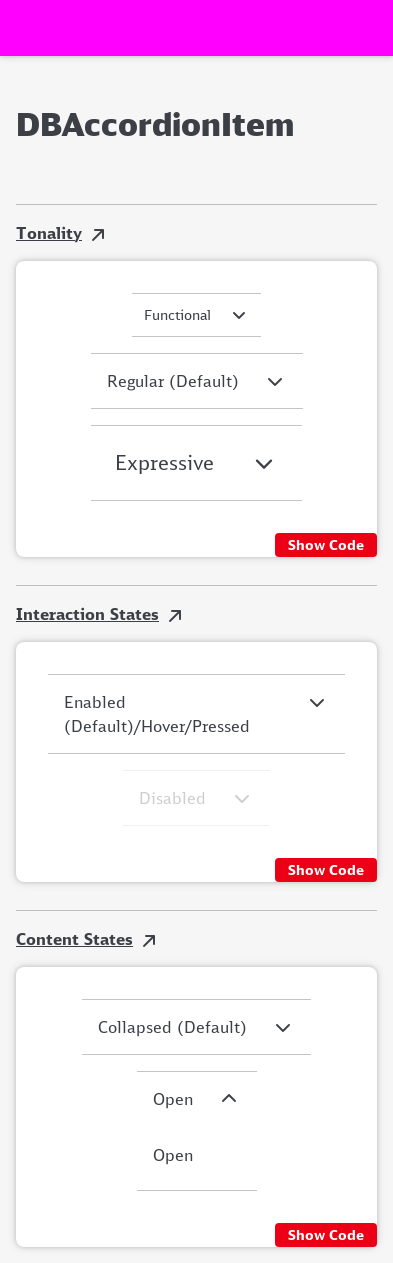 DBAccordionItem
Tonality
Functional
Regular (Default)
Expressive
Show Code
Interaction States
Enabled
(Default)/Hover/Pressed
Disabled
Show Code
Content States
Collapsed (Default)
Open
Open
Show Code